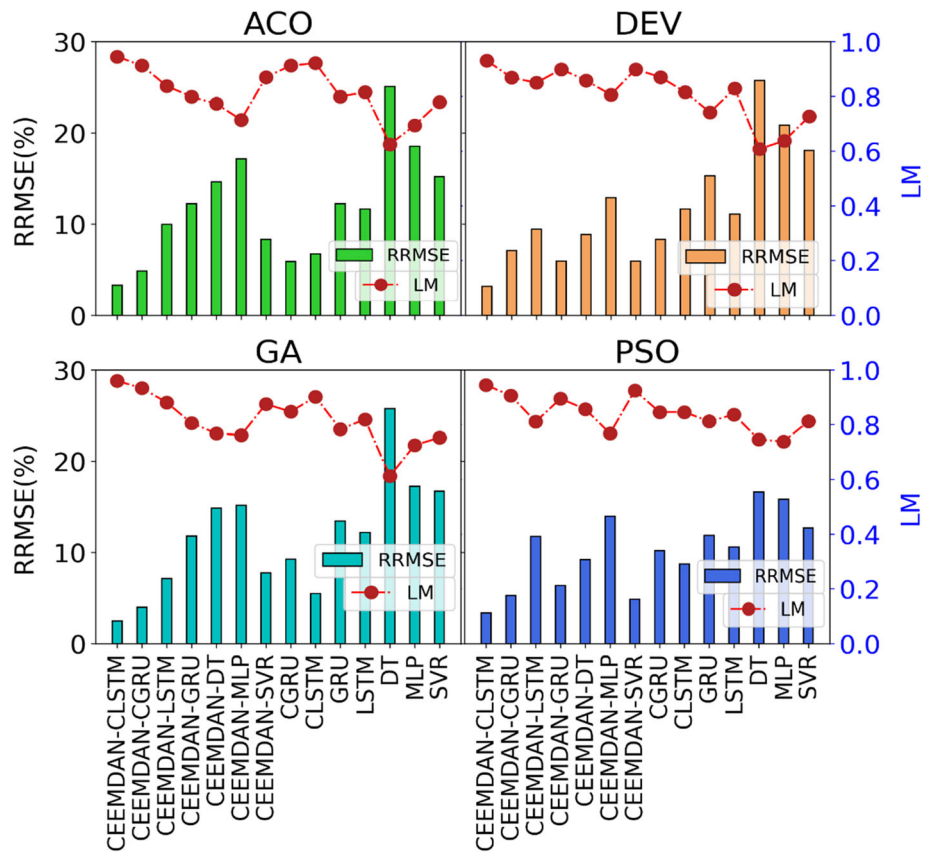 ACO
DEV
30
20
10
0
RRMSE(%)
RRMSE
LM
RRMSE
LM
1.0
0.8
0.6
0.4
0.2
0.0
LM
GA
PSO
30
20
10
0
RRMSE(%)
RRMSE
LM
RRMSE
LM
1.0
0.8
0.6
0.4
0.2
0.0
LM
CEEMDAN-CLSTM
CEEMDAN-CGRU
CEEMDAN-LSTM
CEEMDAN-GRU
CEEMDAN-DT
CEEMDAN-MLP
CEEMDAN-SVR
CGRU
CLSTM
GRU
LSTM
DT
MLP
SVR
CEEMDAN-CLSTM
CEEMDAN-CGRU
CEEMDAN-LSTM
CEEMDAN-GRU
CEEMDAN-DT
CEEMDAN-MLP
CEEMDAN-SVR
CGRU
CLSTM
GRU
LSTM
DT
MLP
SVR